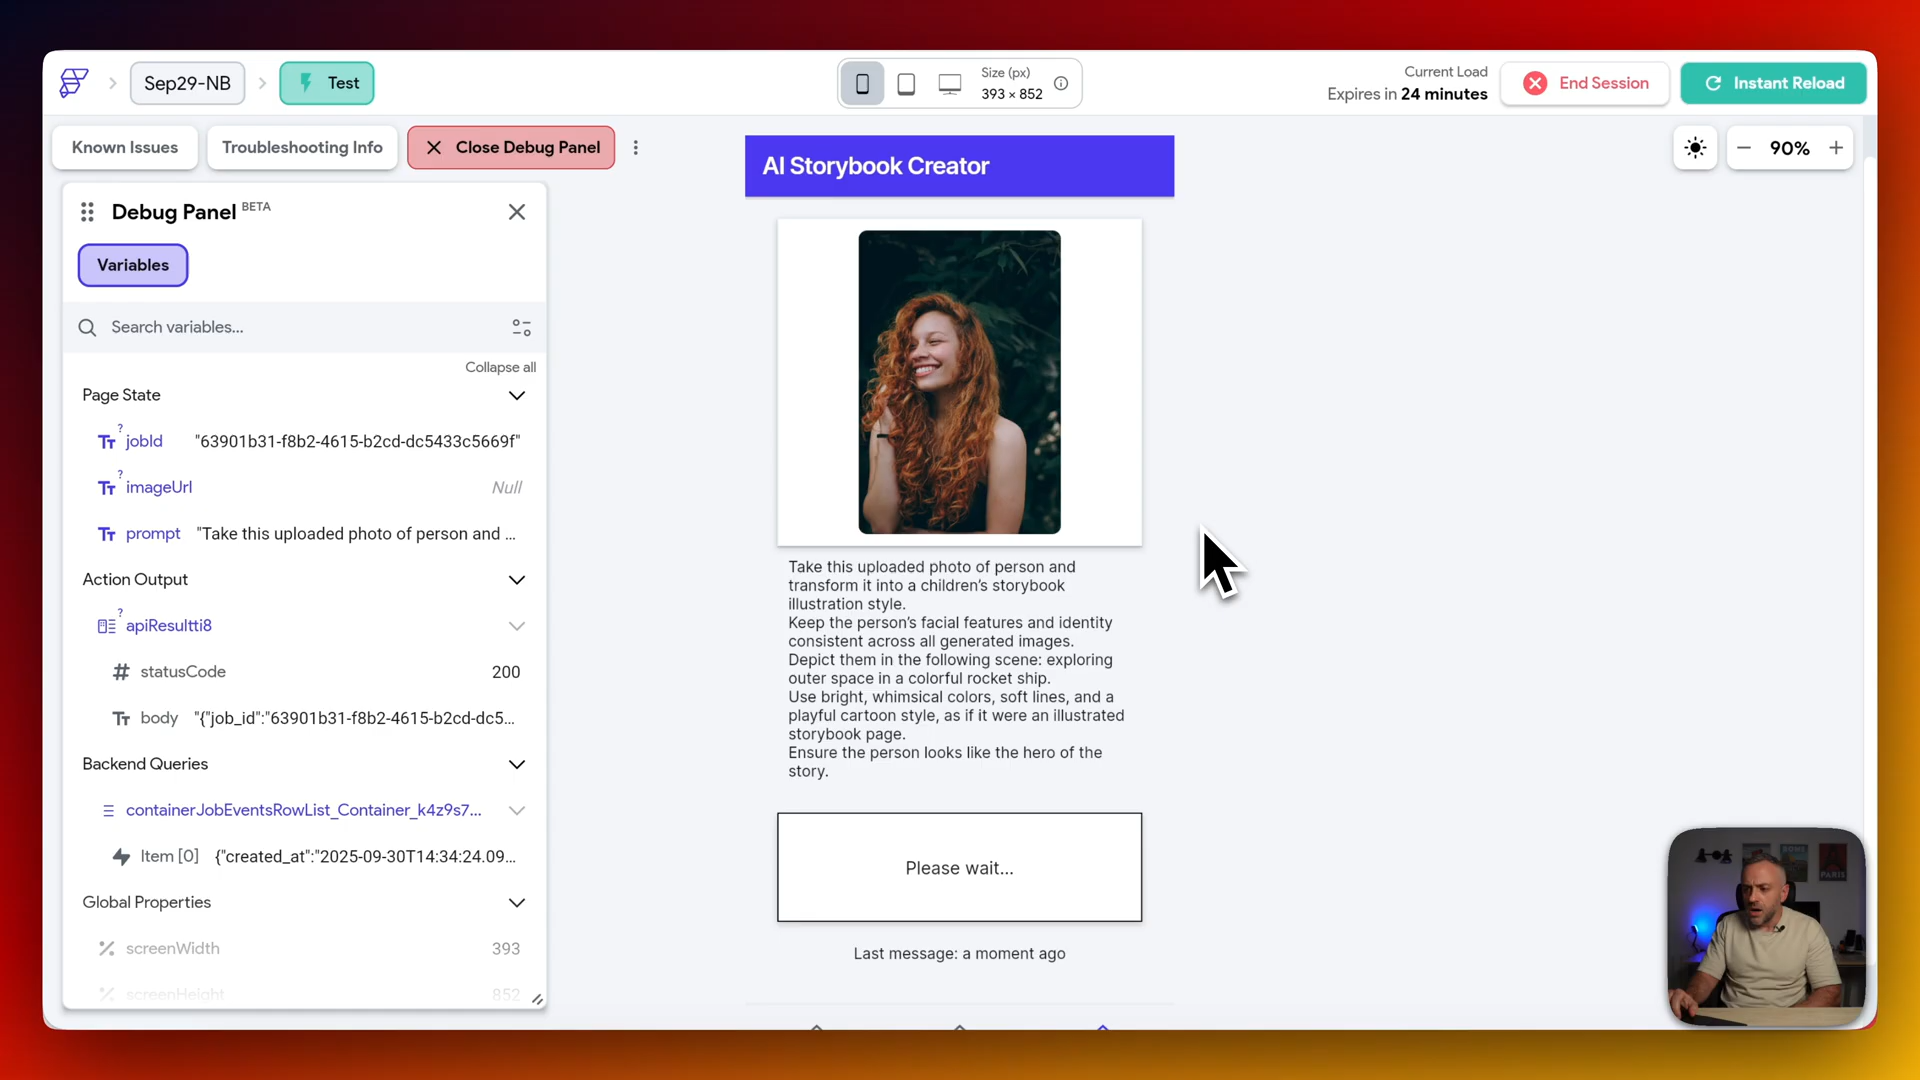 Sep29-NB
Test
Size (px)
393 × 852
Current Load
Expires in 24 minutes
End Session
Instant Reload
Known Issues
Troubleshooting Info
Close Debug Panel
90%
Debug Panel BETA
Variables
Search variables...
Collapse all
Page State
jobId "63901b31-f8b2-4615-b2cd-dc5433c5669f"
imageUrl Null
prompt "Take this uploaded photo of person and ...
Action Output
apiResultti8
statusCode 200
body "{"job_id":"63901b31-f8b2-4615-b2cd-dc5...
Backend Queries
containerJobEventsRowList_Container_k4z9s7...
Item [0] {"created_at":"2025-09-30T14:34:24.09...
Global Properties
screenWidth 393
screenHeight 852
AI Storybook Creator
Take this uploaded photo of person and
transform it into a children's storybook
illustration style.
Keep the person's facial features and identity
consistent across all generated images.
Depict them in the following scene: exploring
outer space in a colorful rocket ship.
Use bright, whimsical colors, soft lines, and a
playful cartoon style, as if it were an illustrated
storybook page.
Ensure the person looks like the hero of the
story.
Please wait...
Last message: a moment ago
ROME
PARIS